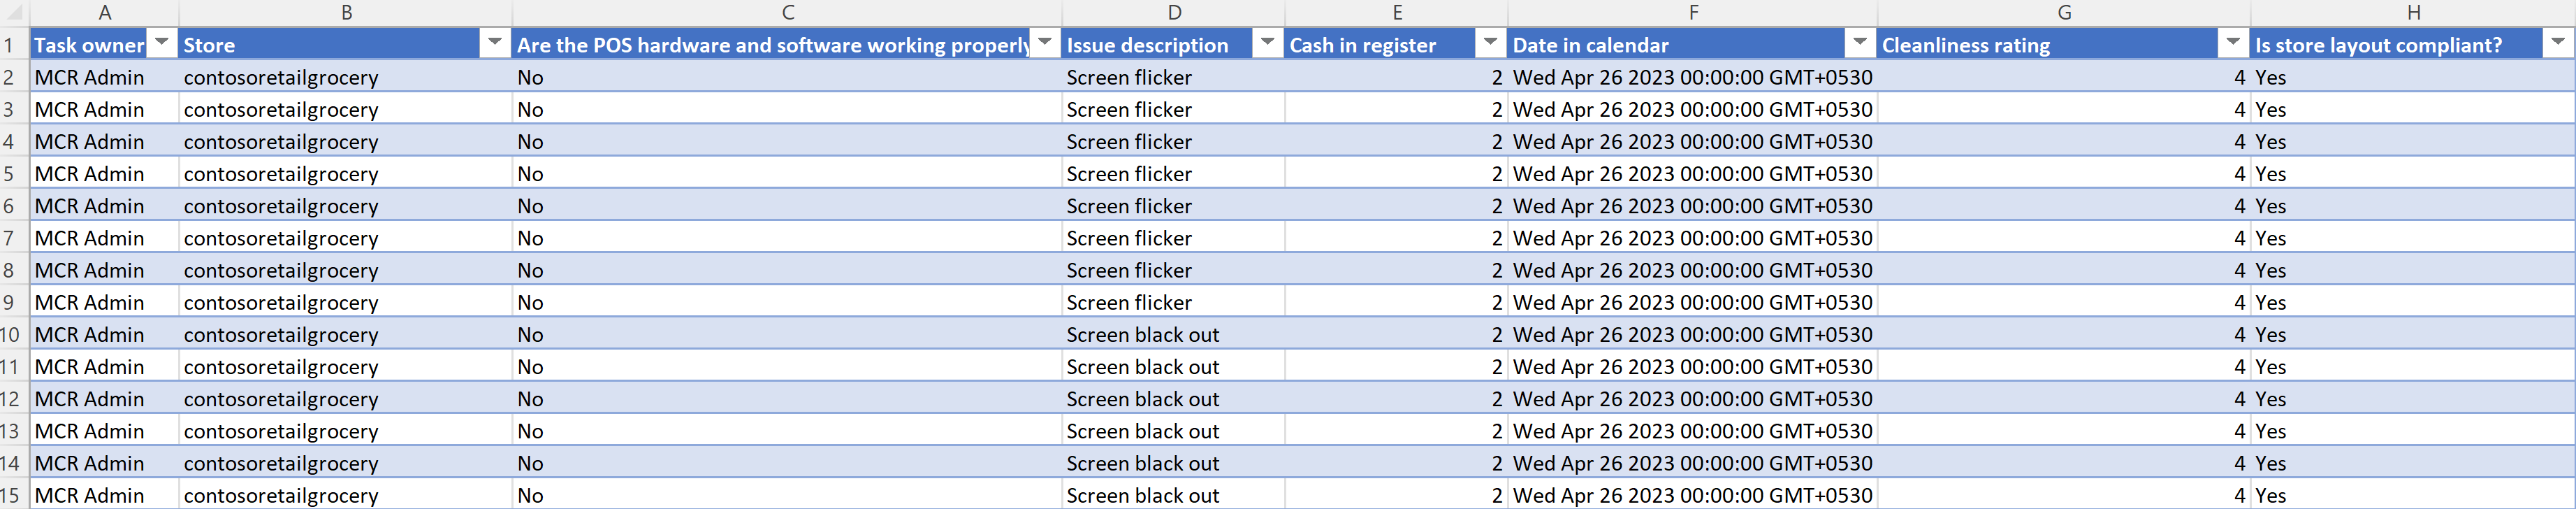 A B C D E F G H
1 Task owner Store Are the POS hardware and software working properly Issue description Cash in register Date in calendar Cleanliness rating Is store layout compliant?
2 MCR Admin contosoretailgrocery No Screen flicker 2 Wed Apr 26 2023 00:00:00 GMT+0530 4 Yes
3 MCR Admin contosoretailgrocery No Screen flicker 2 Wed Apr 26 2023 00:00:00 GMT+0530 4 Yes
4 MCR Admin contosoretailgrocery No Screen flicker 2 Wed Apr 26 2023 00:00:00 GMT+0530 4 Yes
5 MCR Admin contosoretailgrocery No Screen flicker 2 Wed Apr 26 2023 00:00:00 GMT+0530 4 Yes
6 MCR Admin contosoretailgrocery No Screen flicker 2 Wed Apr 26 2023 00:00:00 GMT+0530 4 Yes
7 MCR Admin contosoretailgrocery No Screen flicker 2 Wed Apr 26 2023 00:00:00 GMT+0530 4 Yes
8 MCR Admin contosoretailgrocery No Screen flicker 2 Wed Apr 26 2023 00:00:00 GMT+0530 4 Yes
9 MCR Admin contosoretailgrocery No Screen flicker 2 Wed Apr 26 2023 00:00:00 GMT+0530 4 Yes
10 MCR Admin contosoretailgrocery No Screen black out 2 Wed Apr 26 2023 00:00:00 GMT+0530 4 Yes
11 MCR Admin contosoretailgrocery No Screen black out 2 Wed Apr 26 2023 00:00:00 GMT+0530 4 Yes
12 MCR Admin contosoretailgrocery No Screen black out 2 Wed Apr 26 2023 00:00:00 GMT+0530 4 Yes
13 MCR Admin contosoretailgrocery No Screen black out 2 Wed Apr 26 2023 00:00:00 GMT+0530 4 Yes
14 MCR Admin contosoretailgrocery No Screen black out 2 Wed Apr 26 2023 00:00:00 GMT+0530 4 Yes
15 MCR Admin contosoretailgrocery No Screen black out 2 Wed Apr 26 2023 00:00:00 GMT+0530 4 Yes